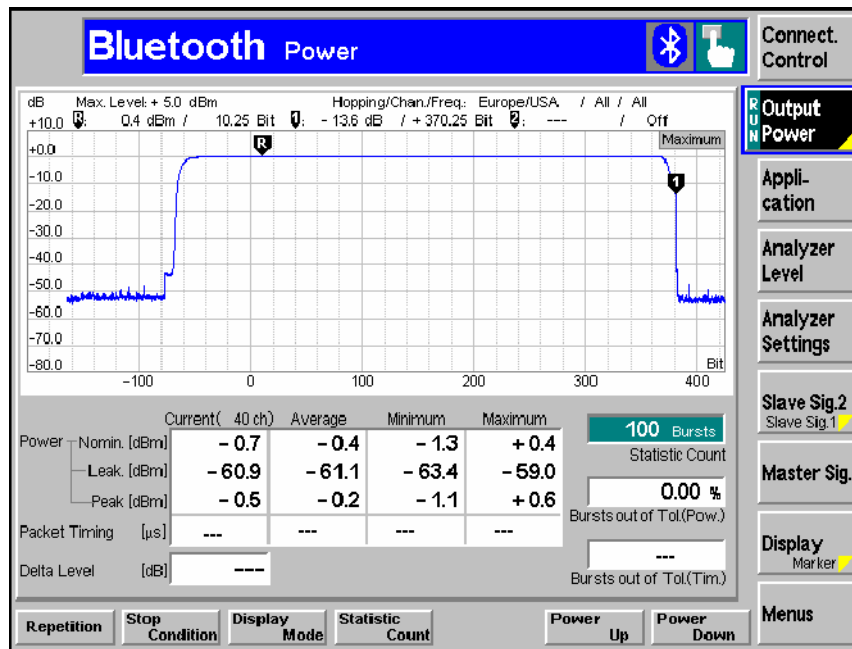 Bluetooth Power
Connect.
Control
dB Max. Level: + 5.0 dBm Hopping/Chan./Freq.: Europe/USA / All / All
+10.0 R: 0.4 dBm / 10.25 Bit 1: - 13.6 dB / + 370.25 Bit 2: --- / Off
RUN
Output
Power
Maximum
R
1
+0.0
-10.0
-20.0
-30.0
-40.0
-50.0
-60.0
-70.0
-80.0
Bit
-100 0 100 200 300 400
Appli-
cation
Analyzer
Level
Analyzer
Settings
Current( 40 ch) Average Minimum Maximum
Power Nomin. [dBm] - 0.7 - 0.4 - 1.3 + 0.4
Leak. [dBm] - 60.9 - 61.1 - 63.4 - 59.0
Peak [dBm] - 0.5 - 0.2 - 1.1 + 0.6
Packet Timing [µs] --- --- --- ---
Delta Level [dB] ---
100 Bursts
Statistic Count
0.00 %
Bursts out of Tol.(Pow.)
---
Bursts out of Tol.(Tim.)
Slave Sig.2
Slave Sig.1
Master Sig.
Display
Marker
Menus
Repetition
Stop
Condition
Display
Mode
Statistic
Count
Power
Up
Power
Down